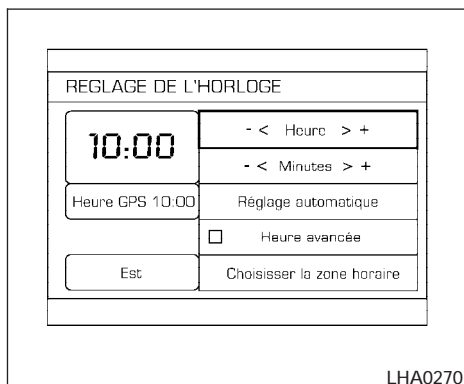 REGLAGE DE L'HORLOGE
10:00
- < Heure > +
- < Minutes > +
Heure GPS 10:00
Réglage automatique
Heure avancée
Est
Choisisser la zone horaire
LHA0270